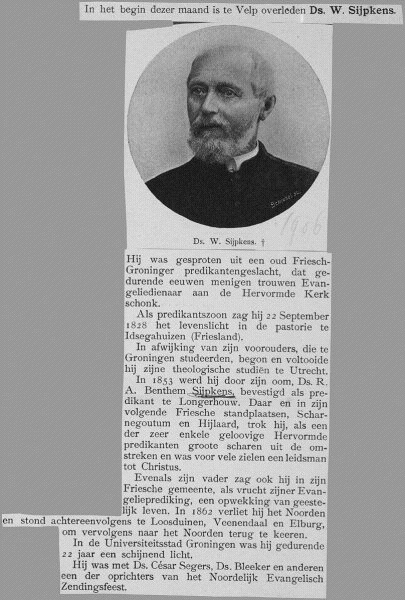 In het begin dezer maand is te Velp overleden Ds. W. Sijpkens.
1906
Ds. W. Sijpkens. †
Hij was gesproten uit een oud Friesch-
Groninger predikantengeslacht, dat ge-
durende eeuwen menigen trouwen Evan-
geliedienaar aan de Hervormde Kerk
schonk.
Als predikantszoon zag hij 22 September
1828 het levenslicht in de pastorie te
Idsegahuizen (Friesland).
In afwijking van zijn voorouders, die te
Groningen studeerden, begon en voltooide
hij zijne theologische studiën te Utrecht.
In 1853 werd hij door zijn oom, Ds. R.
A. Benthem Sijpkens, bevestigd als pre-
dikant te Longerhouw. Daar en in zijn
volgende Friesche standplaatsen, Schar-
negoutum en Hijlaard, trok hij, als een
der zeer enkele geloovige Hervormde
predikanten groote scharen uit de om-
streken en was voor vele zielen een leidsman
tot Christus.
Evenals zijn vader zag ook hij in zijn
Friesche gemeente, als vrucht zijner Evan-
gelieprediking, een opwekking van geeste-
lijk leven. In 1862 verliet hij het Noorden
en stond achtereenvolgens te Loosduinen, Veenendaal en Elburg,
om vervolgens naar het Noorden terug te keeren.
In de Universiteitsstad Groningen was hij gedurende
22 jaar een schijnend licht.
Hij was met Ds. César Segers, Ds. Bleeker en anderen
een der oprichters van het Noordelijk Evangelisch
Zendingsfeest.